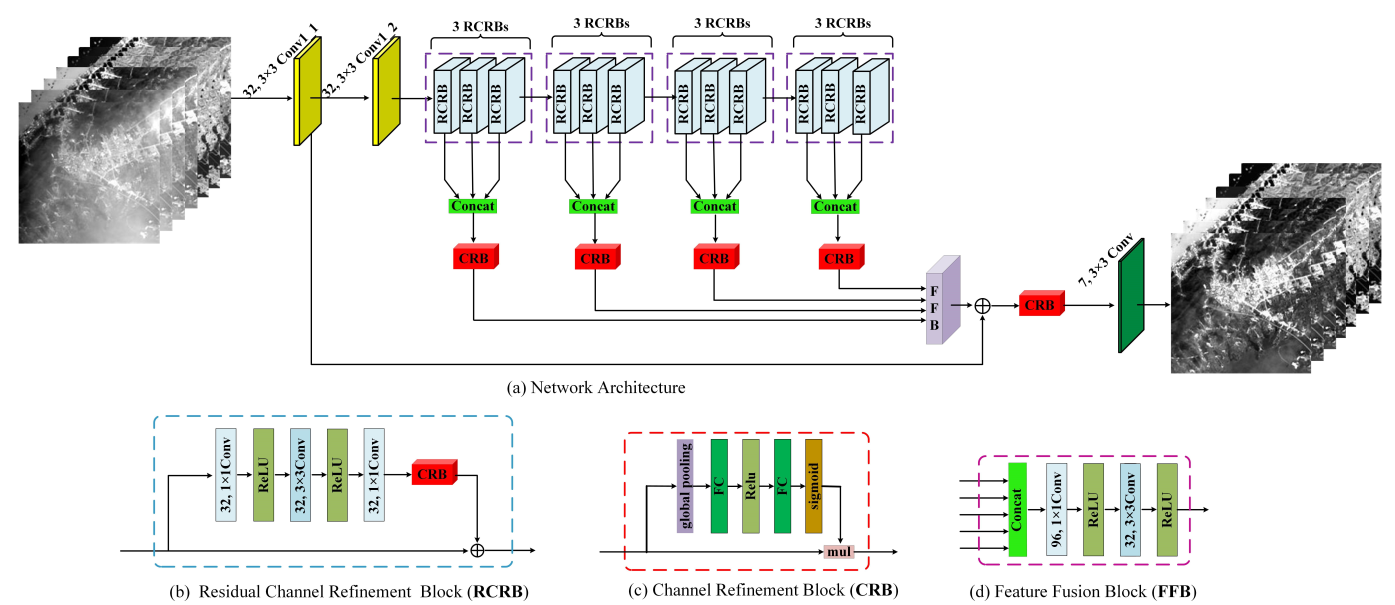 32, 3×3 Conv1_1
32, 3×3 Conv1_2
3 RCRBs
3 RCRBs
3 RCRBs
3 RCRBs
RCRB RCRB RCRB
RCRB RCRB RCRB
RCRB RCRB RCRB
RCRB RCRB RCRB
Concat
Concat
Concat
Concat
CRB
CRB
CRB
CRB
F
F
B
CRB
7, 3×3 Conv
(a) Network Architecture
32, 1×1Conv
ReLU
32, 3×3Conv
ReLU
32, 1×1Conv
CRB
(b) Residual Channel Refinement Block (RCRB)
global pooling
FC
Relu
FC
sigmoid
mul
(c) Channel Refinement Block (CRB)
Concat
96, 1×1Conv
ReLU
32, 3×3Conv
ReLU
(d) Feature Fusion Block (FFB)